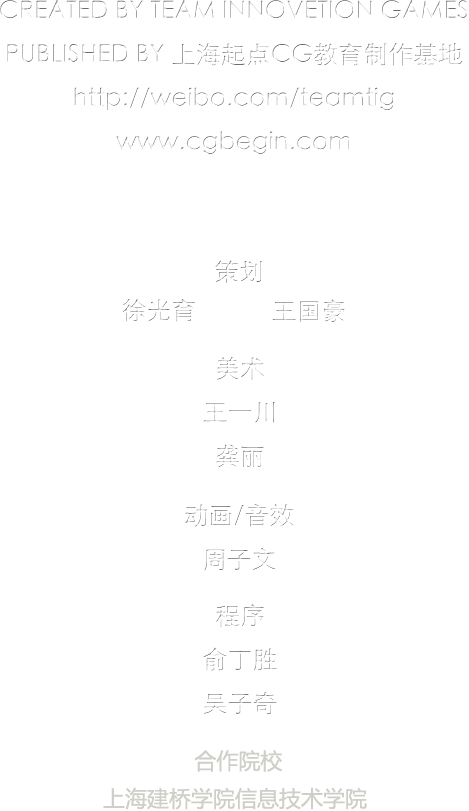 CREATED BY TEAM INNOVETION GAMES
PUBLISHED BY 上海起点CG教育制作基地
http://weibo.com/teamtig
www.cgbegin.com
策划
徐光育 王国豪
美术
王一川
龚丽
动画/音效
周子文
程序
俞丁胜
吴子奇
合作院校
上海建桥学院信息技术学院